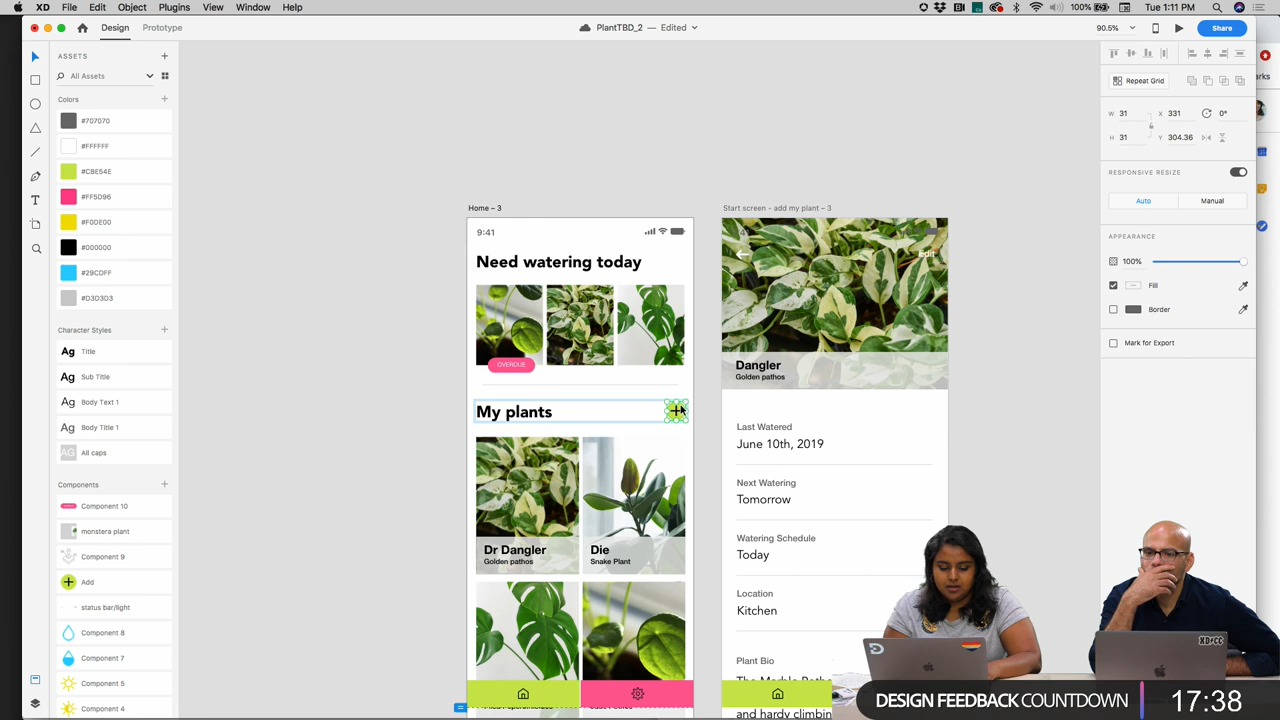 XD File Edit Object Plugins View Window Help
100% Tue 1:11 PM
Design Prototype
PlantTBD_2 — Edited
90.5%
Share
ASSETS
All Assets
Colors
#707070
#FFFFFF
#CBE54E
#FF5D96
#F0DE00
#000000
#29CDFF
#D3D3D3
Character Styles
Ag Title
Ag Sub Title
Ag Body Text 1
Ag Body Title 1
AG All caps
Components
Component 10
monstera plant
Component 9
Add
status bar/light
Component 8
Component 7
Component 5
Component 4
Home – 3
9:41
Need watering today
OVERDUE
My plants
Dr Dangler
Golden pathos
Die
Snake Plant
Start screen - add my plant – 3
Edit
Dangler
Golden pathos
Last Watered
June 10th, 2019
Next Watering
Tomorrow
Watering Schedule
Today
Location
Kitchen
Plant Bio
The Marble
and hardy climbin
Repeat Grid
W 31 X 331 0°
H 31 Y 304.36
RESPONSIVE RESIZE
Auto Manual
APPEARANCE
100%
Fill
Border
Mark for Export
arks
XD+CC
DESIGN FEEDBACK COUNTDOWN 17:38